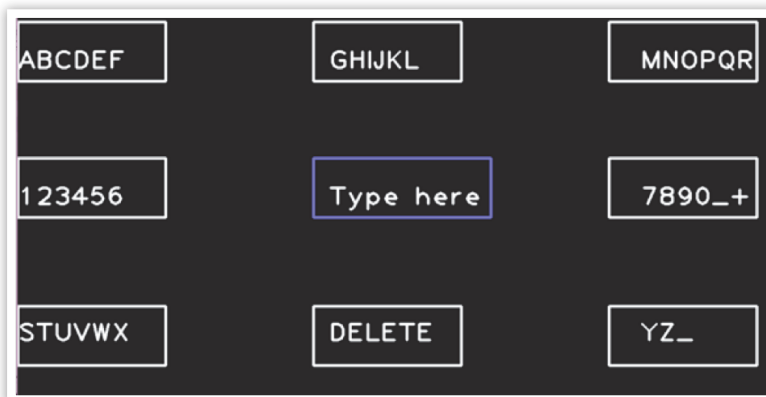 ABCDEF GHIJKL MNOPQR
123456 Type here 7890_+
STUVWX DELETE YZ_